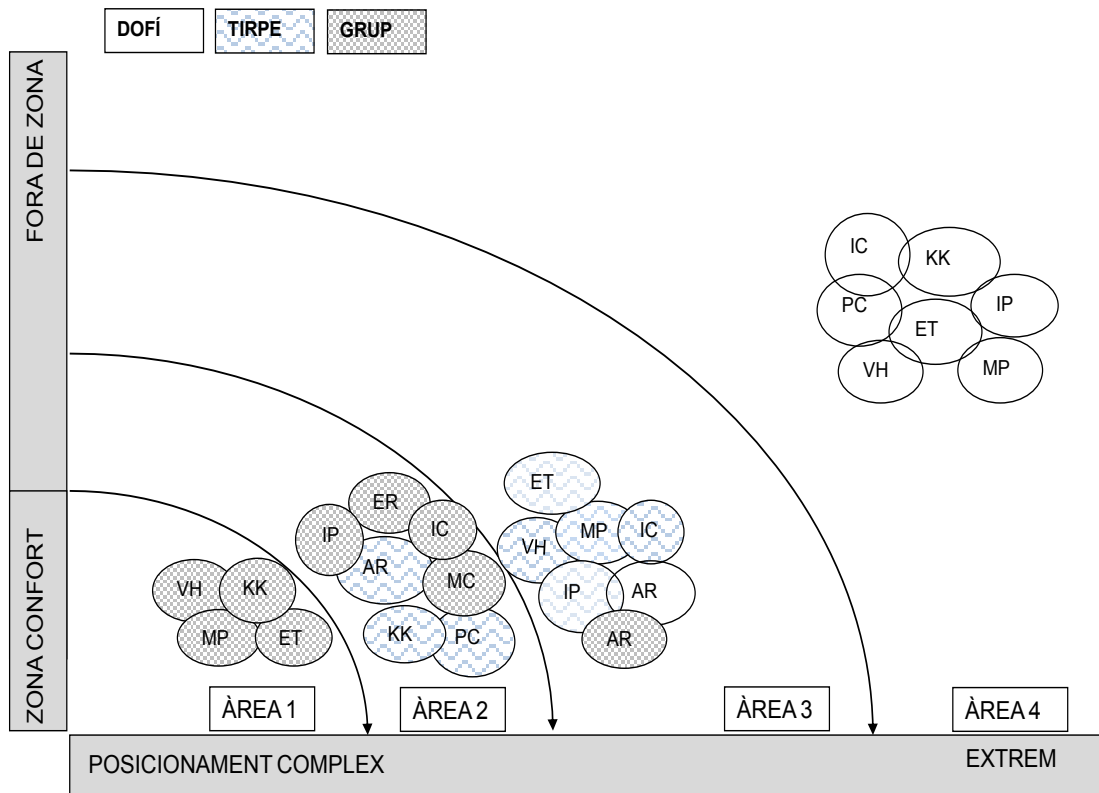 DOFÍ
TIRPE
GRUP
FORA DE ZONA
ZONA CONFORT
IC
KK
PC
IP
ET
VH
MP
ET
ER
IP
IC
MP
IC
VH
AR
MC
IP
AR
VH
KK
KK
PC
AR
MP
ET
ÀREA 1
ÀREA 2
ÀREA 3
ÀREA 4
POSICIONAMENT COMPLEX
EXTREM